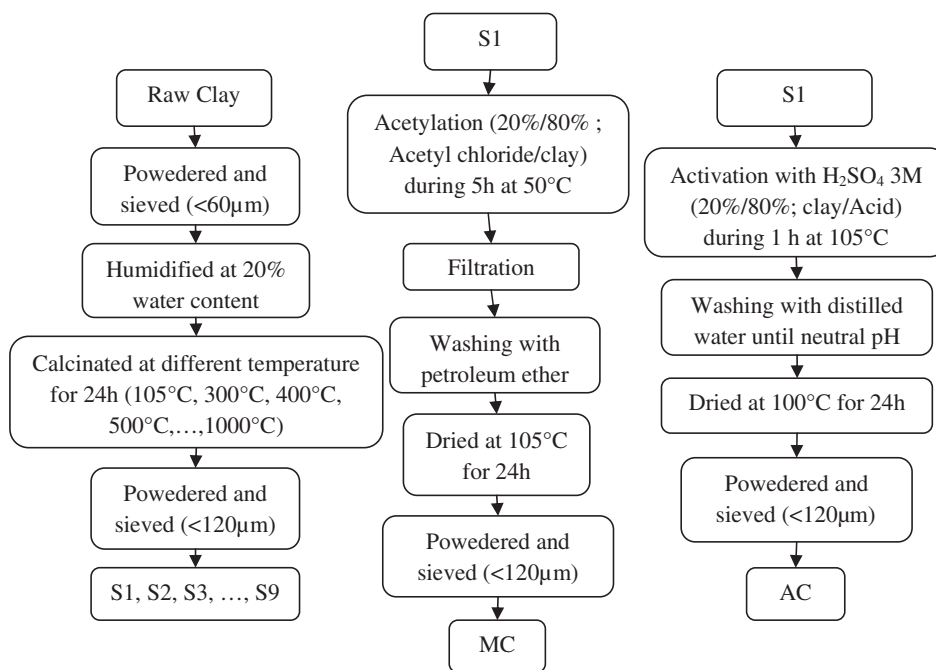 Raw Clay
Powedered and
sieved (<60µm)
Humidified at 20%
water content
Calcinated at different temperature
for 24h (105°C, 300°C, 400°C,
500°C,…,1000°C)
Powedered and
sieved (<120µm)
S1, S2, S3, …, S9
S1
Acetylation (20%/80% ;
Acetyl chloride/clay)
during 5h at 50°C
Filtration
Washing with
petroleum ether
Dried at 105°C
for 24h
Powedered and
sieved (<120µm)
MC
S1
Activation with H₂SO₄ 3M
(20%/80%; clay/Acid)
during 1 h at 105°C
Washing with distilled
water until neutral pH
Dried at 100°C for 24h
Powedered and
sieved (<120µm)
AC